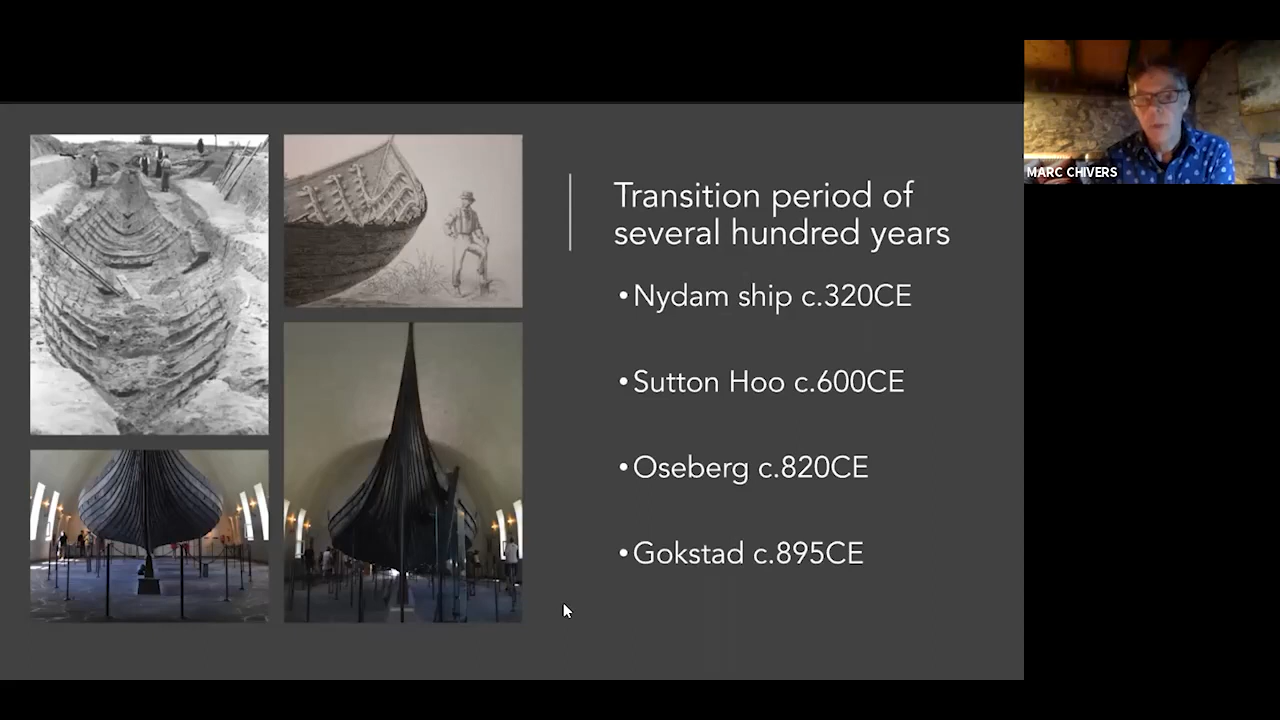 MARC CHIVERS
Transition period of
several hundred years
•Nydam ship c.320CE
•Sutton Hoo c.600CE
•Oseberg c.820CE
•Gokstad c.895CE